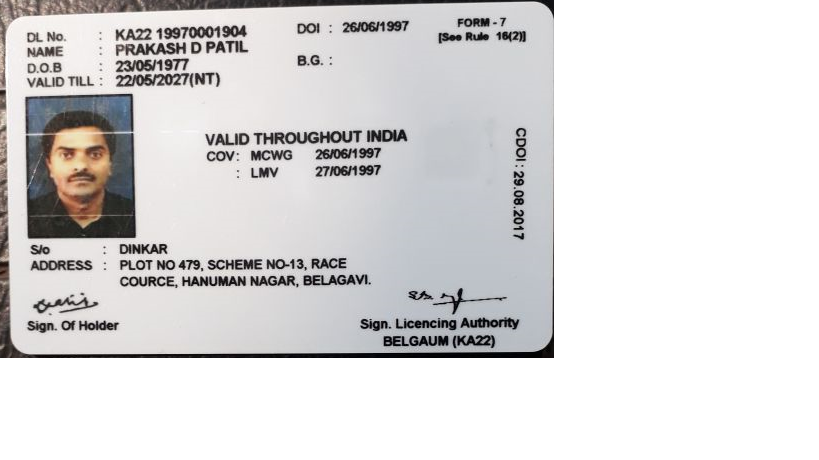 DL No. : KA22 19970001904 DOI : 26/06/1997 FORM - 7
NAME : PRAKASH D PATIL [See Rule 16(2)]
D.O.B : 23/05/1977 B.G. :
VALID TILL : 22/05/2027(NT)
VALID THROUGHOUT INDIA
COV: MCWG 26/06/1997
: LMV 27/06/1997
CDOI: 29.08.2017
S/o : DINKAR
ADDRESS : PLOT NO 479, SCHEME NO-13, RACE
COURCE, HANUMAN NAGAR, BELAGAVI.
Sign. Of Holder
Sign. Licencing Authority
BELGAUM (KA22)